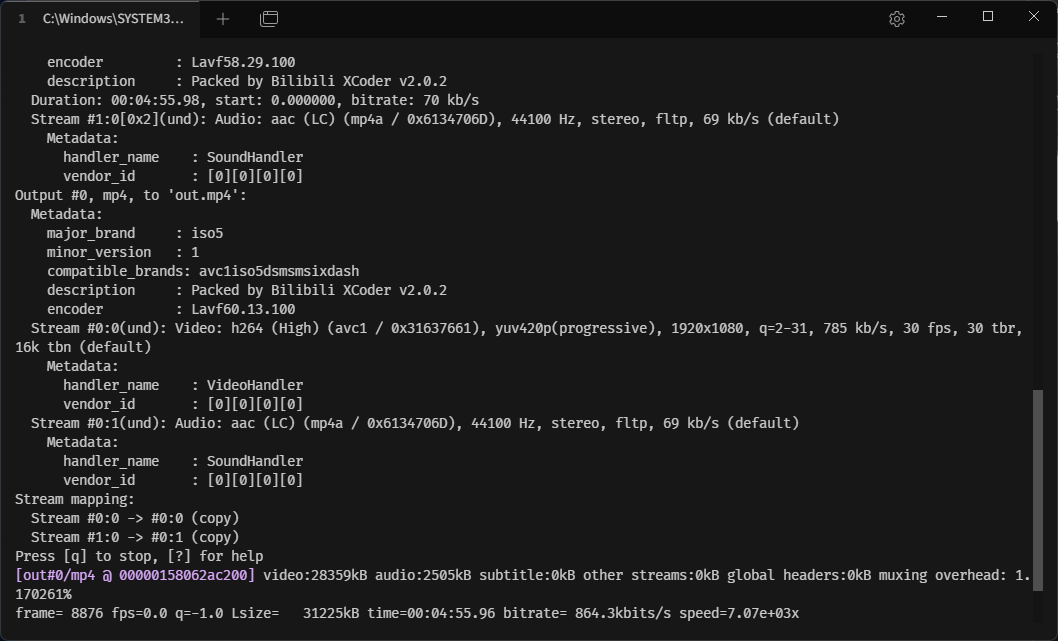 1 C:\Windows\SYSTEM3...
    encoder         : Lavf58.29.100
    description     : Packed by Bilibili XCoder v2.0.2
  Duration: 00:04:55.98, start: 0.000000, bitrate: 70 kb/s
  Stream #1:0[0x2](und): Audio: aac (LC) (mp4a / 0x6134706D), 44100 Hz, stereo, fltp, 69 kb/s (default)
    Metadata:
      handler_name    : SoundHandler
      vendor_id       : [0][0][0][0]
Output #0, mp4, to 'out.mp4':
  Metadata:
    major_brand     : iso5
    minor_version   : 1
    compatible_brands: avc1iso5dsmsmsixdash
    description     : Packed by Bilibili XCoder v2.0.2
    encoder         : Lavf60.13.100
  Stream #0:0(und): Video: h264 (High) (avc1 / 0x31637661), yuv420p(progressive), 1920x1080, q=2-31, 785 kb/s, 30 fps, 30 tbr,
16k tbn (default)
    Metadata:
      handler_name    : VideoHandler
      vendor_id       : [0][0][0][0]
  Stream #0:1(und): Audio: aac (LC) (mp4a / 0x6134706D), 44100 Hz, stereo, fltp, 69 kb/s (default)
    Metadata:
      handler_name    : SoundHandler
      vendor_id       : [0][0][0][0]
Stream mapping:
  Stream #0:0 -> #0:0 (copy)
  Stream #1:0 -> #0:1 (copy)
Press [q] to stop, [?] for help
[out#0/mp4 @ 00000158062ac200] video:28359kB audio:2505kB subtitle:0kB other streams:0kB global headers:0kB muxing overhead: 1.
170261%
frame= 8876 fps=0.0 q=-1.0 Lsize=   31225kB time=00:04:55.96 bitrate= 864.3kbits/s speed=7.07e+03x